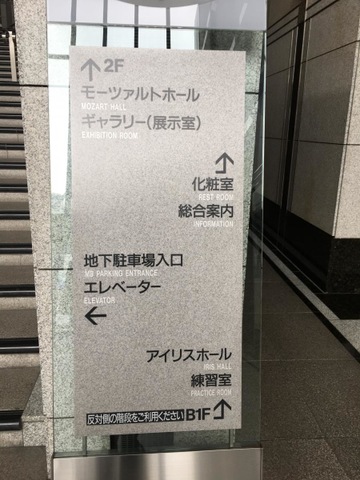 ↑ 2F
モーツァルトホール
MOZART HALL
ギャラリー(展示室)
EXHIBITION ROOM
化粧室
REST ROOM
総合案内
INFORMATION
地下駐車場入口
MB PARKING ENTRANCE
エレベーター
ELEVATOR
←
アイリスホール
IRIS HALL
練習室
PRACTICE ROOM
反対側の階段をご利用ください B1F